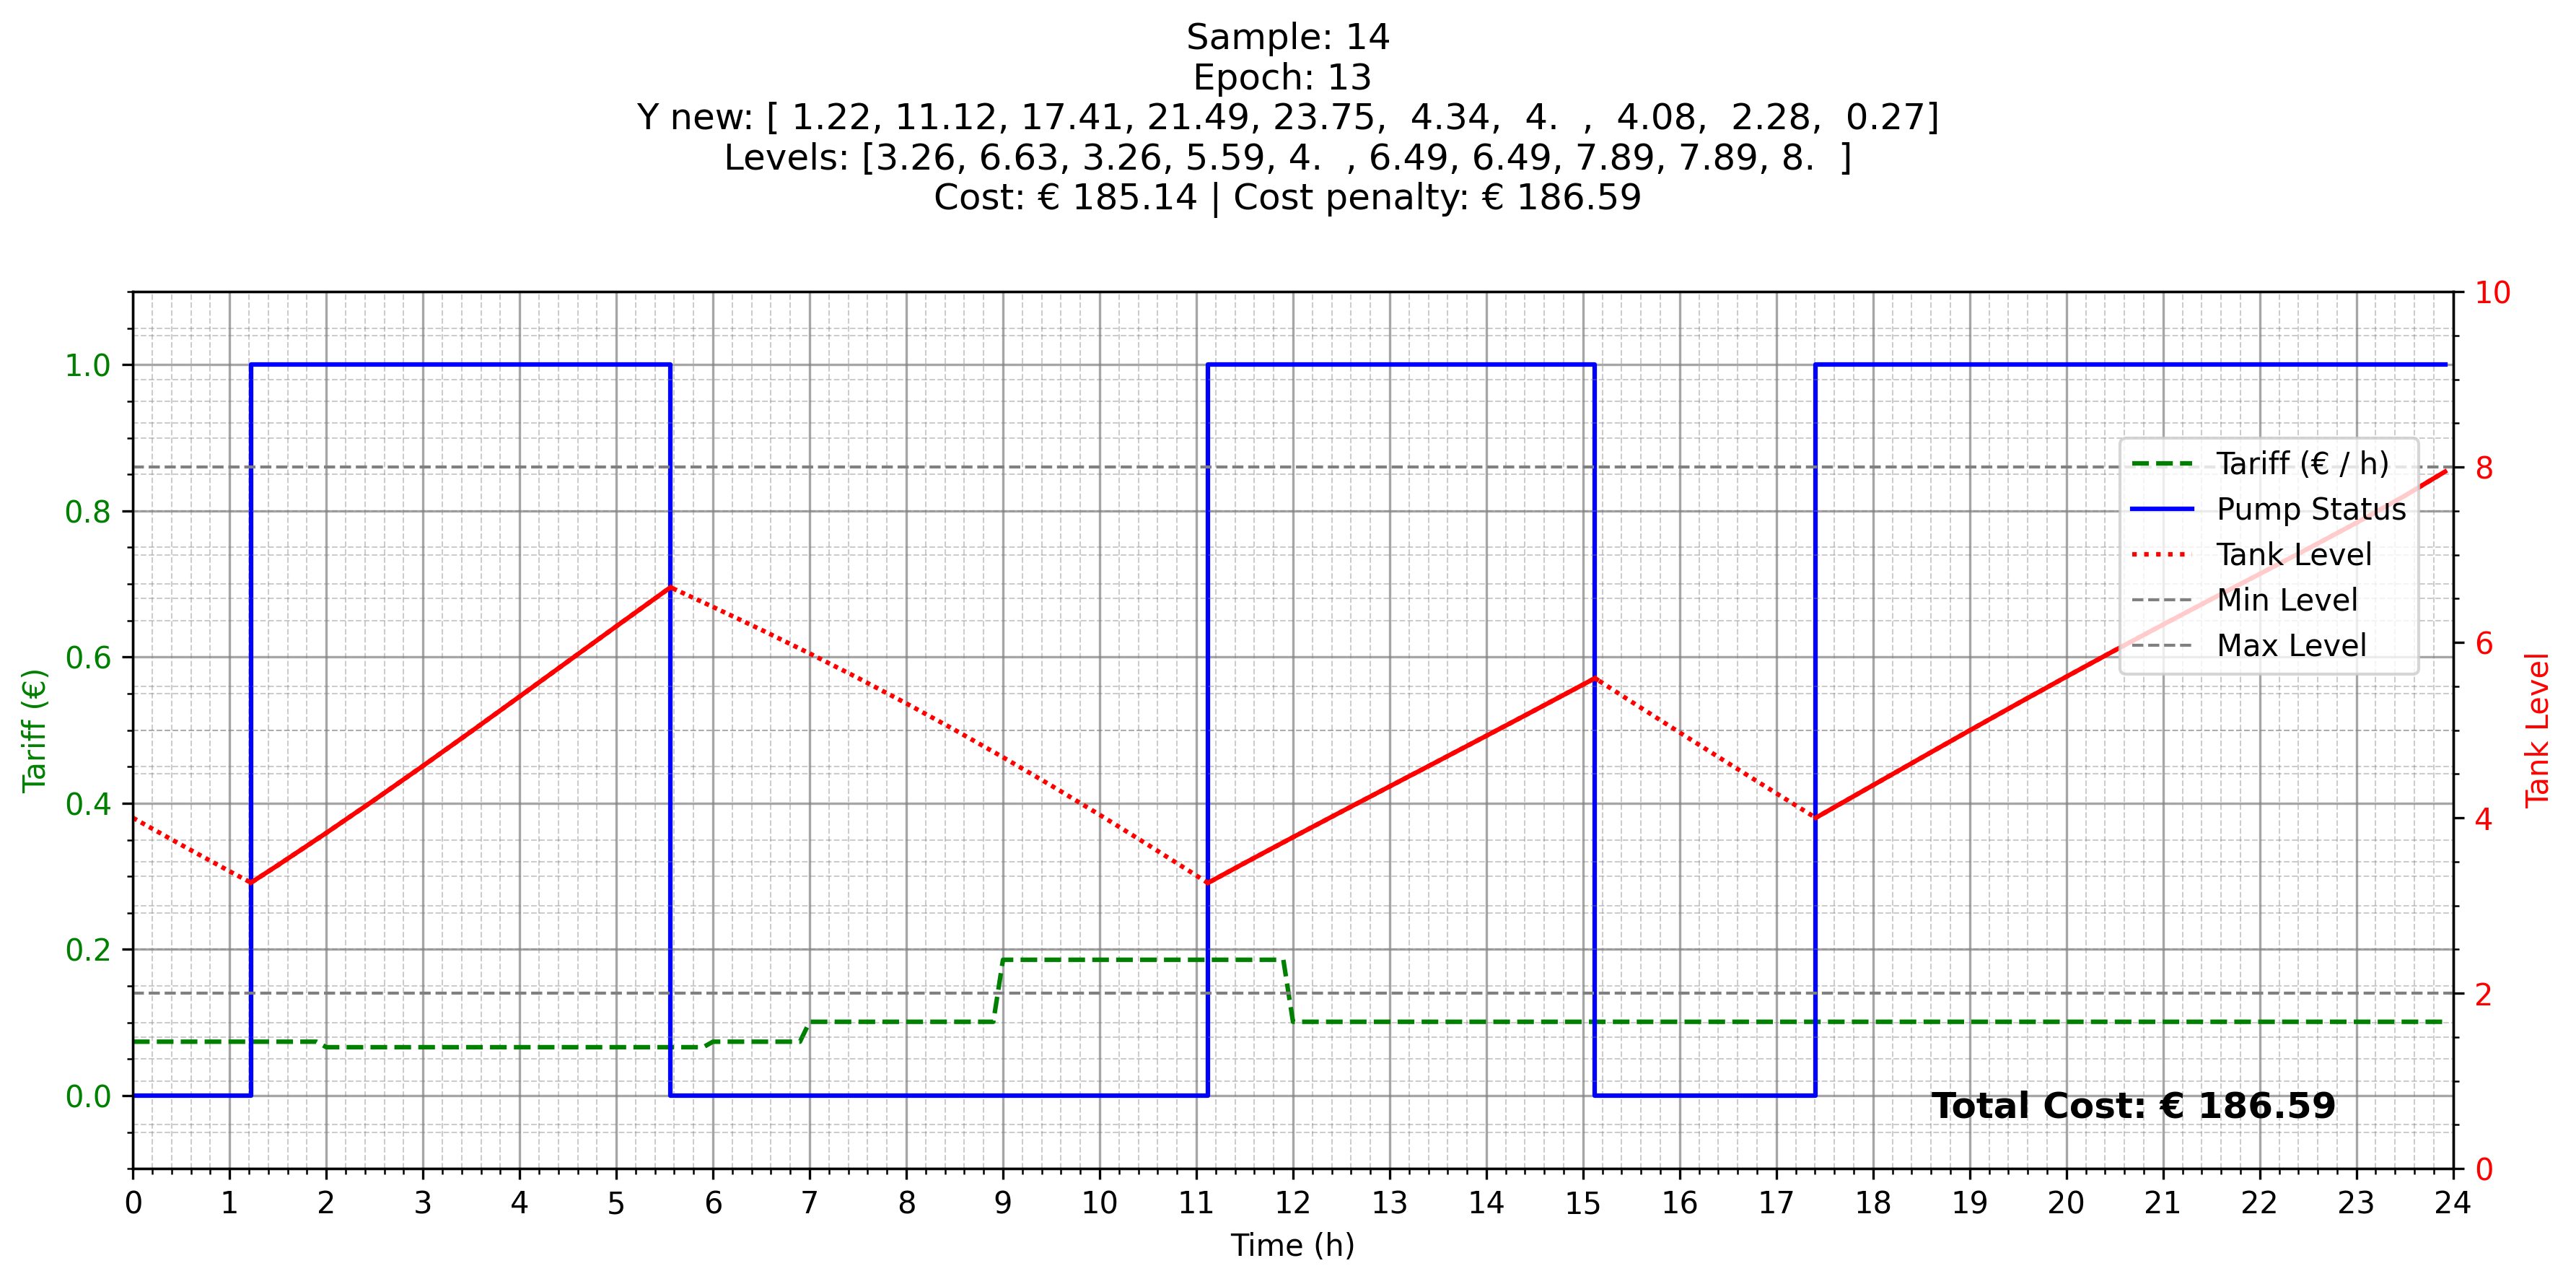 Sample: 14
Epoch: 13
Y new: [ 1.22, 11.12, 17.41, 21.49, 23.75,  4.34,  4.  ,  4.08,  2.28,  0.27]
Levels: [3.26, 6.63, 3.26, 5.59, 4.  , 6.49, 6.49, 7.89, 7.89, 8.  ]
Cost: € 185.14 | Cost penalty: € 186.59
Tariff (€)
1.0
0.8
0.6
0.4
0.2
0.0
10
8
6
4
2
0
Tank Level
Tariff (€ / h)
Pump Status
Tank Level
Min Level
Max Level
Total Cost: € 186.59
0 1 2 3 4 5 6 7 8 9 10 11 12 13 14 15 16 17 18 19 20 21 22 23 24
Time (h)